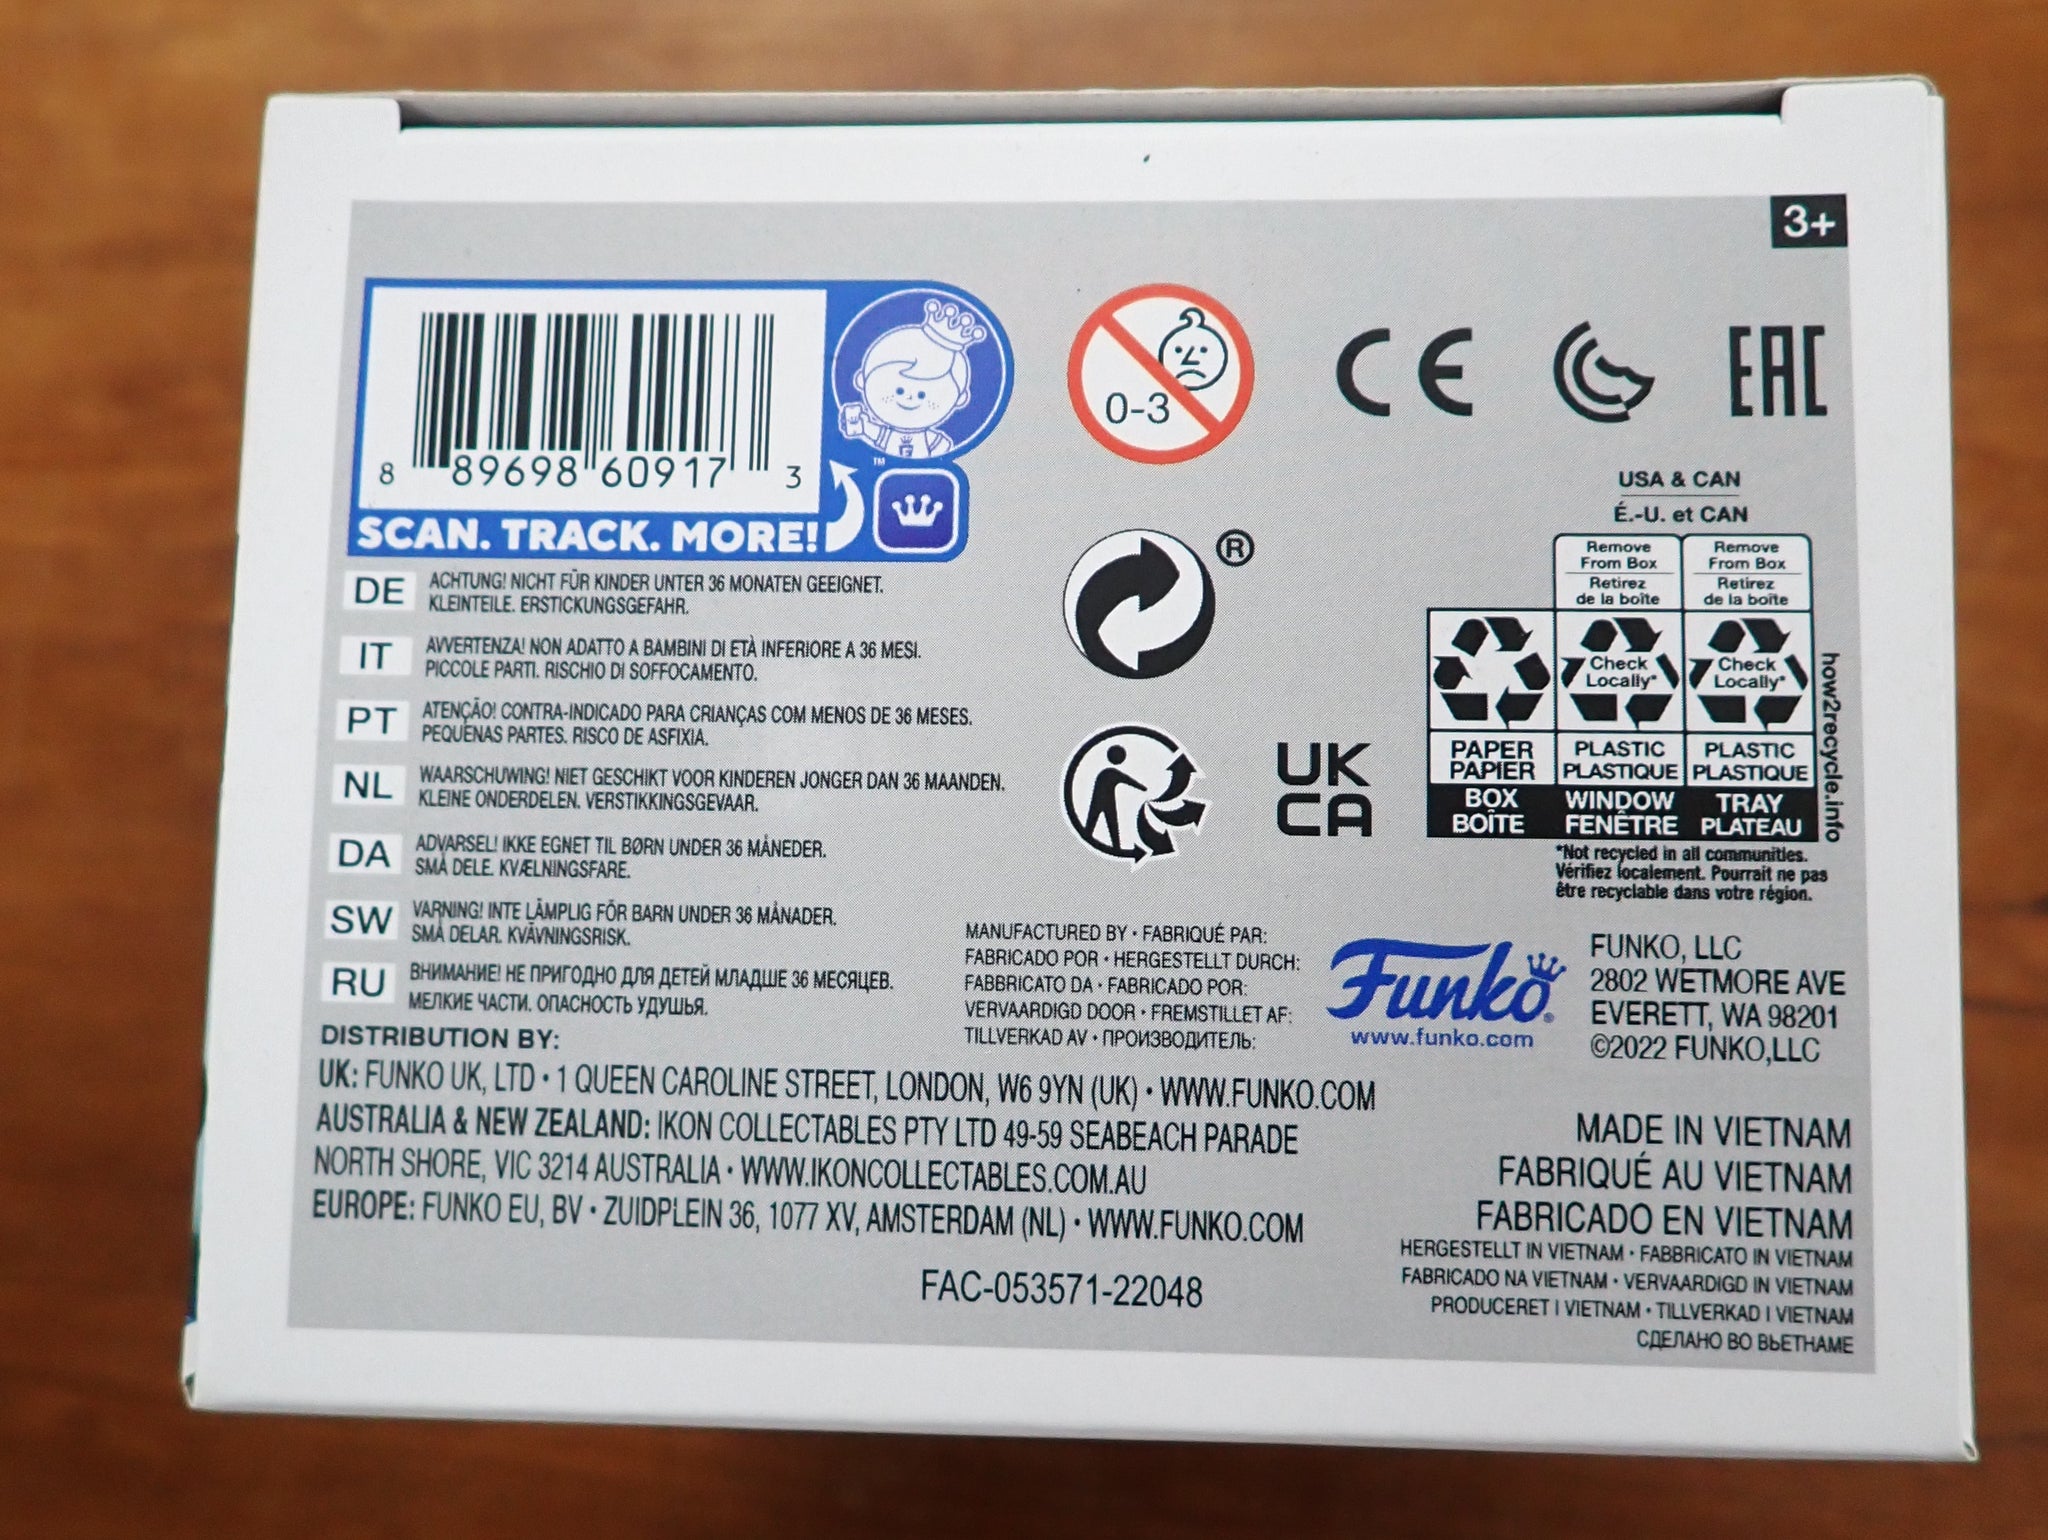 3+
8 89698 60917 3
™
SCAN. TRACK. MORE!
0-3
CE
EAC
DE ACHTUNG! NICHT FÜR KINDER UNTER 36 MONATEN GEEIGNET.
KLEINTEILE. ERSTICKUNGSGEFAHR.
IT AVVERTENZA! NON ADATTO A BAMBINI DI ETÀ INFERIORE A 36 MESI.
PICCOLE PARTI. RISCHIO DI SOFFOCAMENTO.
PT ATENÇÃO! CONTRA-INDICADO PARA CRIANÇAS COM MENOS DE 36 MESES.
PEQUENAS PARTES. RISCO DE ASFIXIA.
NL WAARSCHUWING! NIET GESCHIKT VOOR KINDEREN JONGER DAN 36 MAANDEN.
KLEINE ONDERDELEN. VERSTIKKINGSGEVAAR.
DA ADVARSEL! IKKE EGNET TIL BØRN UNDER 36 MÅNEDER.
SMÅ DELE. KVÆLNINGSFARE.
SW VARNING! INTE LÄMPLIG FÖR BARN UNDER 36 MÅNADER.
SMÅ DELAR. KVÄVNINGSRISK.
RU ВНИМАНИЕ! НЕ ПРИГОДНО ДЛЯ ДЕТЕЙ МЛАДШЕ 36 МЕСЯЦЕВ.
МЕЛКИЕ ЧАСТИ. ОПАСНОСТЬ УДУШЬЯ.
®
UK
CA
USA & CAN
É.-U. et CAN
Remove
From Box
Retirez
de la boîte
Remove
From Box
Retirez
de la boîte
Check
Locally*
Check
Locally*
PAPER
PAPIER
PLASTIC
PLASTIQUE
PLASTIC
PLASTIQUE
BOX
BOÎTE
WINDOW
FENÊTRE
TRAY
PLATEAU
how2recycle.info
*Not recycled in all communities.
Vérifiez localement. Pourrait ne pas
être recyclable dans votre région.
MANUFACTURED BY • FABRIQUÉ PAR:
FABRICADO POR • HERGESTELLT DURCH:
FABBRICATO DA • FABRICADO POR:
VERVAARDIGD DOOR • FREMSTILLET AF:
TILLVERKAD AV • ПРОИЗВОДИТЕЛЬ:
Funko®
www.funko.com
FUNKO, LLC
2802 WETMORE AVE
EVERETT, WA 98201
©2022 FUNKO,LLC
DISTRIBUTION BY:
UK: FUNKO UK, LTD • 1 QUEEN CAROLINE STREET, LONDON, W6 9YN (UK) • WWW.FUNKO.COM
AUSTRALIA & NEW ZEALAND: IKON COLLECTABLES PTY LTD 49-59 SEABEACH PARADE
NORTH SHORE, VIC 3214 AUSTRALIA • WWW.IKONCOLLECTABLES.COM.AU
EUROPE: FUNKO EU, BV • ZUIDPLEIN 36, 1077 XV, AMSTERDAM (NL) • WWW.FUNKO.COM
FAC-053571-22048
MADE IN VIETNAM
FABRIQUÉ AU VIETNAM
FABRICADO EN VIETNAM
HERGESTELLT IN VIETNAM • FABBRICATO IN VIETNAM
FABRICADO NA VIETNAM • VERVAARDIGD IN VIETNAM
PRODUCERET I VIETNAM • TILLVERKAD I VIETNAM
СДЕЛАНО ВО ВЬЕТНАМЕ